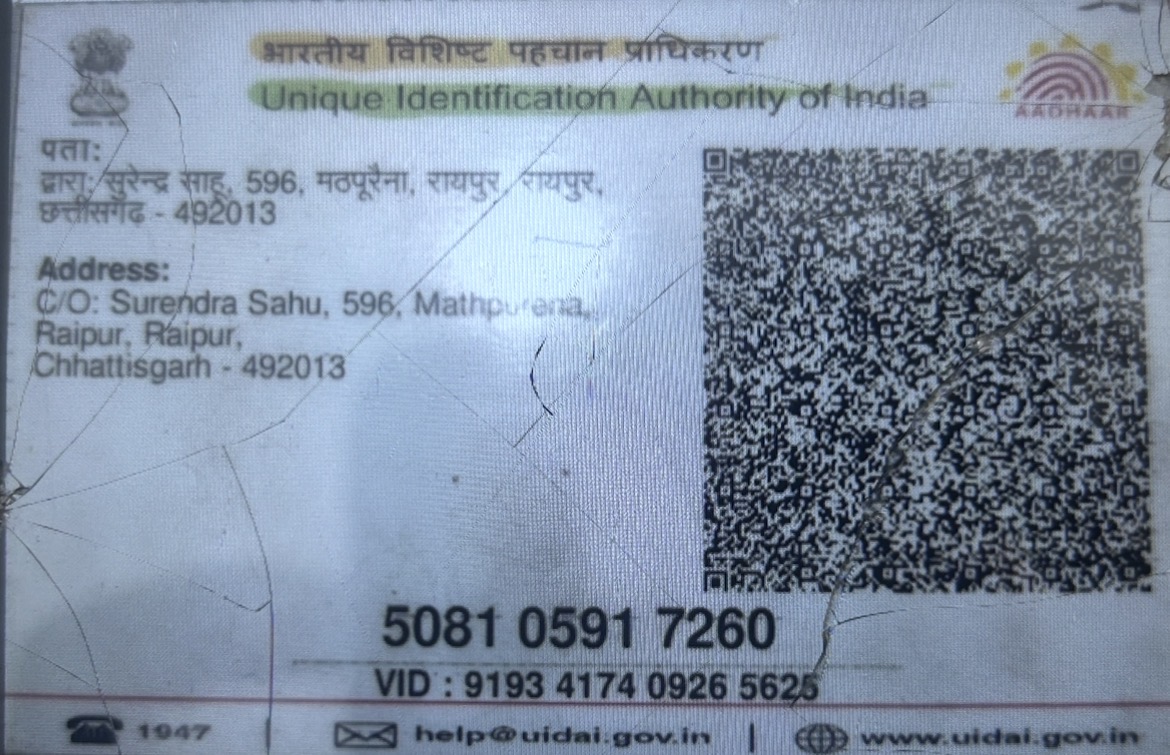 भारतीय विशिष्ट पहचान प्राधिकरण
Unique Identification Authority of India
AADHAAR
पता:
द्वारा: सुरेन्द्र साहू, 596, मठपूरैना, रायपुर, रायपुर,
छत्तीसगढ - 492013
Address:
C/O: Surendra Sahu, 596, Mathpurena,
Raipur, Raipur,
Chhattisgarh - 492013
5081 0591 7260
VID : 9193 4174 0926 5625
1947 | help@uidai.gov.in | www.uidai.gov.in